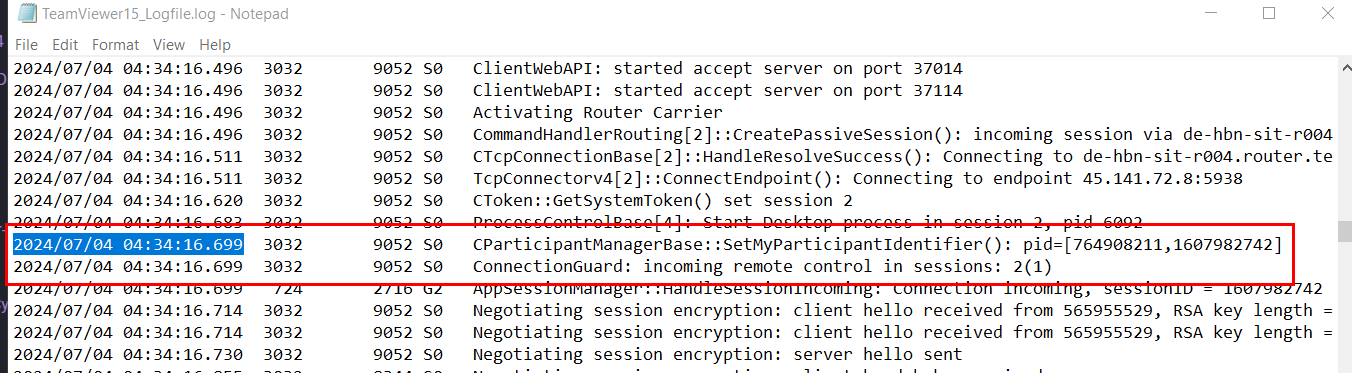 TeamViewer15_Logfile.log - Notepad
File Edit Format View Help
2024/07/04 04:34:16.496 3032 9052 S0 ClientWebAPI: started accept server on port 37014
2024/07/04 04:34:16.496 3032 9052 S0 ClientWebAPI: started accept server on port 37114
2024/07/04 04:34:16.496 3032 9052 S0 Activating Router Carrier
2024/07/04 04:34:16.496 3032 9052 S0 CommandHandlerRouting[2]::CreatePassiveSession(): incoming session via de-hbn-sit-r004
2024/07/04 04:34:16.511 3032 9052 S0 CTcpConnectionBase[2]::HandleResolveSuccess(): Connecting to de-hbn-sit-r004.router.te
2024/07/04 04:34:16.511 3032 9052 S0 TcpConnectorv4[2]::ConnectEndpoint(): Connecting to endpoint 45.141.72.8:5938
2024/07/04 04:34:16.620 3032 9052 S0 CToken::GetSystemToken() set session 2
2024/07/04 04:34:16.683 3032 9052 S0 ProcessControlBase[4]: Start Desktop process in session 2, pid 6092
2024/07/04 04:34:16.699 3032 9052 S0 CParticipantManagerBase::SetMyParticipantIdentifier(): pid=[764908211,1607982742]
2024/07/04 04:34:16.699 3032 9052 S0 ConnectionGuard: incoming remote control in sessions: 2(1)
2024/07/04 04:34:16.699 724 2716 G2 AppSessionManager::HandleSessionIncoming: Connection incoming, sessionID = 1607982742
2024/07/04 04:34:16.714 3032 9052 S0 Negotiating session encryption: client hello received from 565955529, RSA key length =
2024/07/04 04:34:16.714 3032 9052 S0 Negotiating session encryption: client hello received from 565955529, RSA key length =
2024/07/04 04:34:16.730 3032 9052 S0 Negotiating session encryption: server hello sent